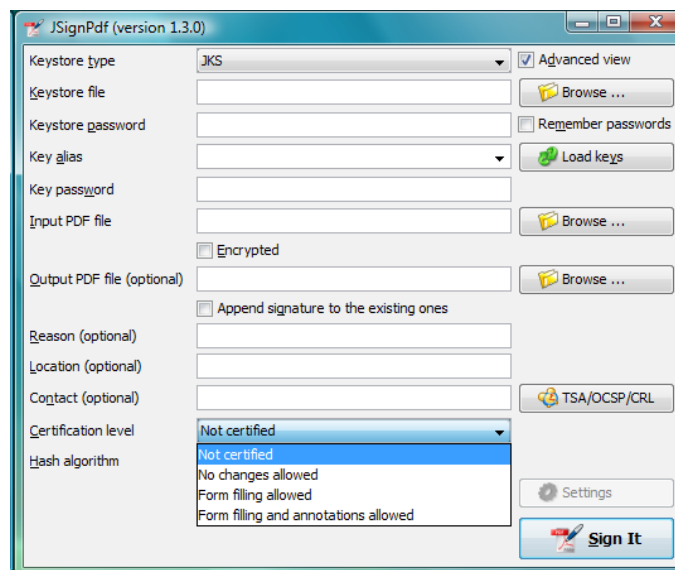 JSignPdf (version 1.3.0)
Keystore type JKS Advanced view
Keystore file Browse ...
Keystore password Remember passwords
Key alias Load keys
Key password
Input PDF file Browse ...
Encrypted
Output PDF file (optional) Browse ...
Append signature to the existing ones
Reason (optional)
Location (optional)
Contact (optional) TSA/OCSP/CRL
Certification level Not certified
Not certified
Hash algorithm
No changes allowed
Form filling allowed Settings
Form filling and annotations allowed
Sign It